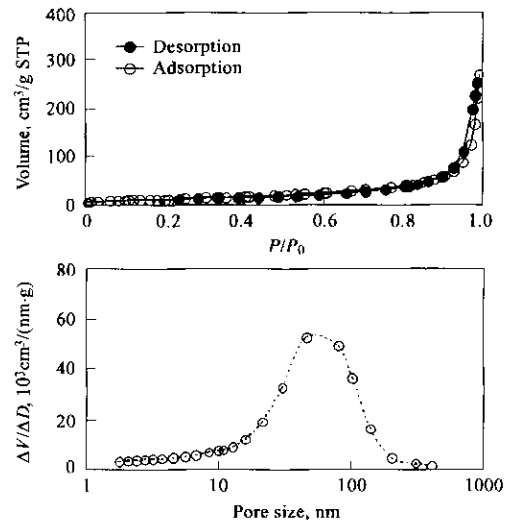 400
300
200
100
0
Volume, cm³/g STP
Desorption
Adsorption
0 0.2 0.4 0.6 0.8 1.0
P/P₀
80
60
40
20
0
ΔV/ΔD, 10³cm³/(nm·g)
1 10 100 1000
Pore size, nm